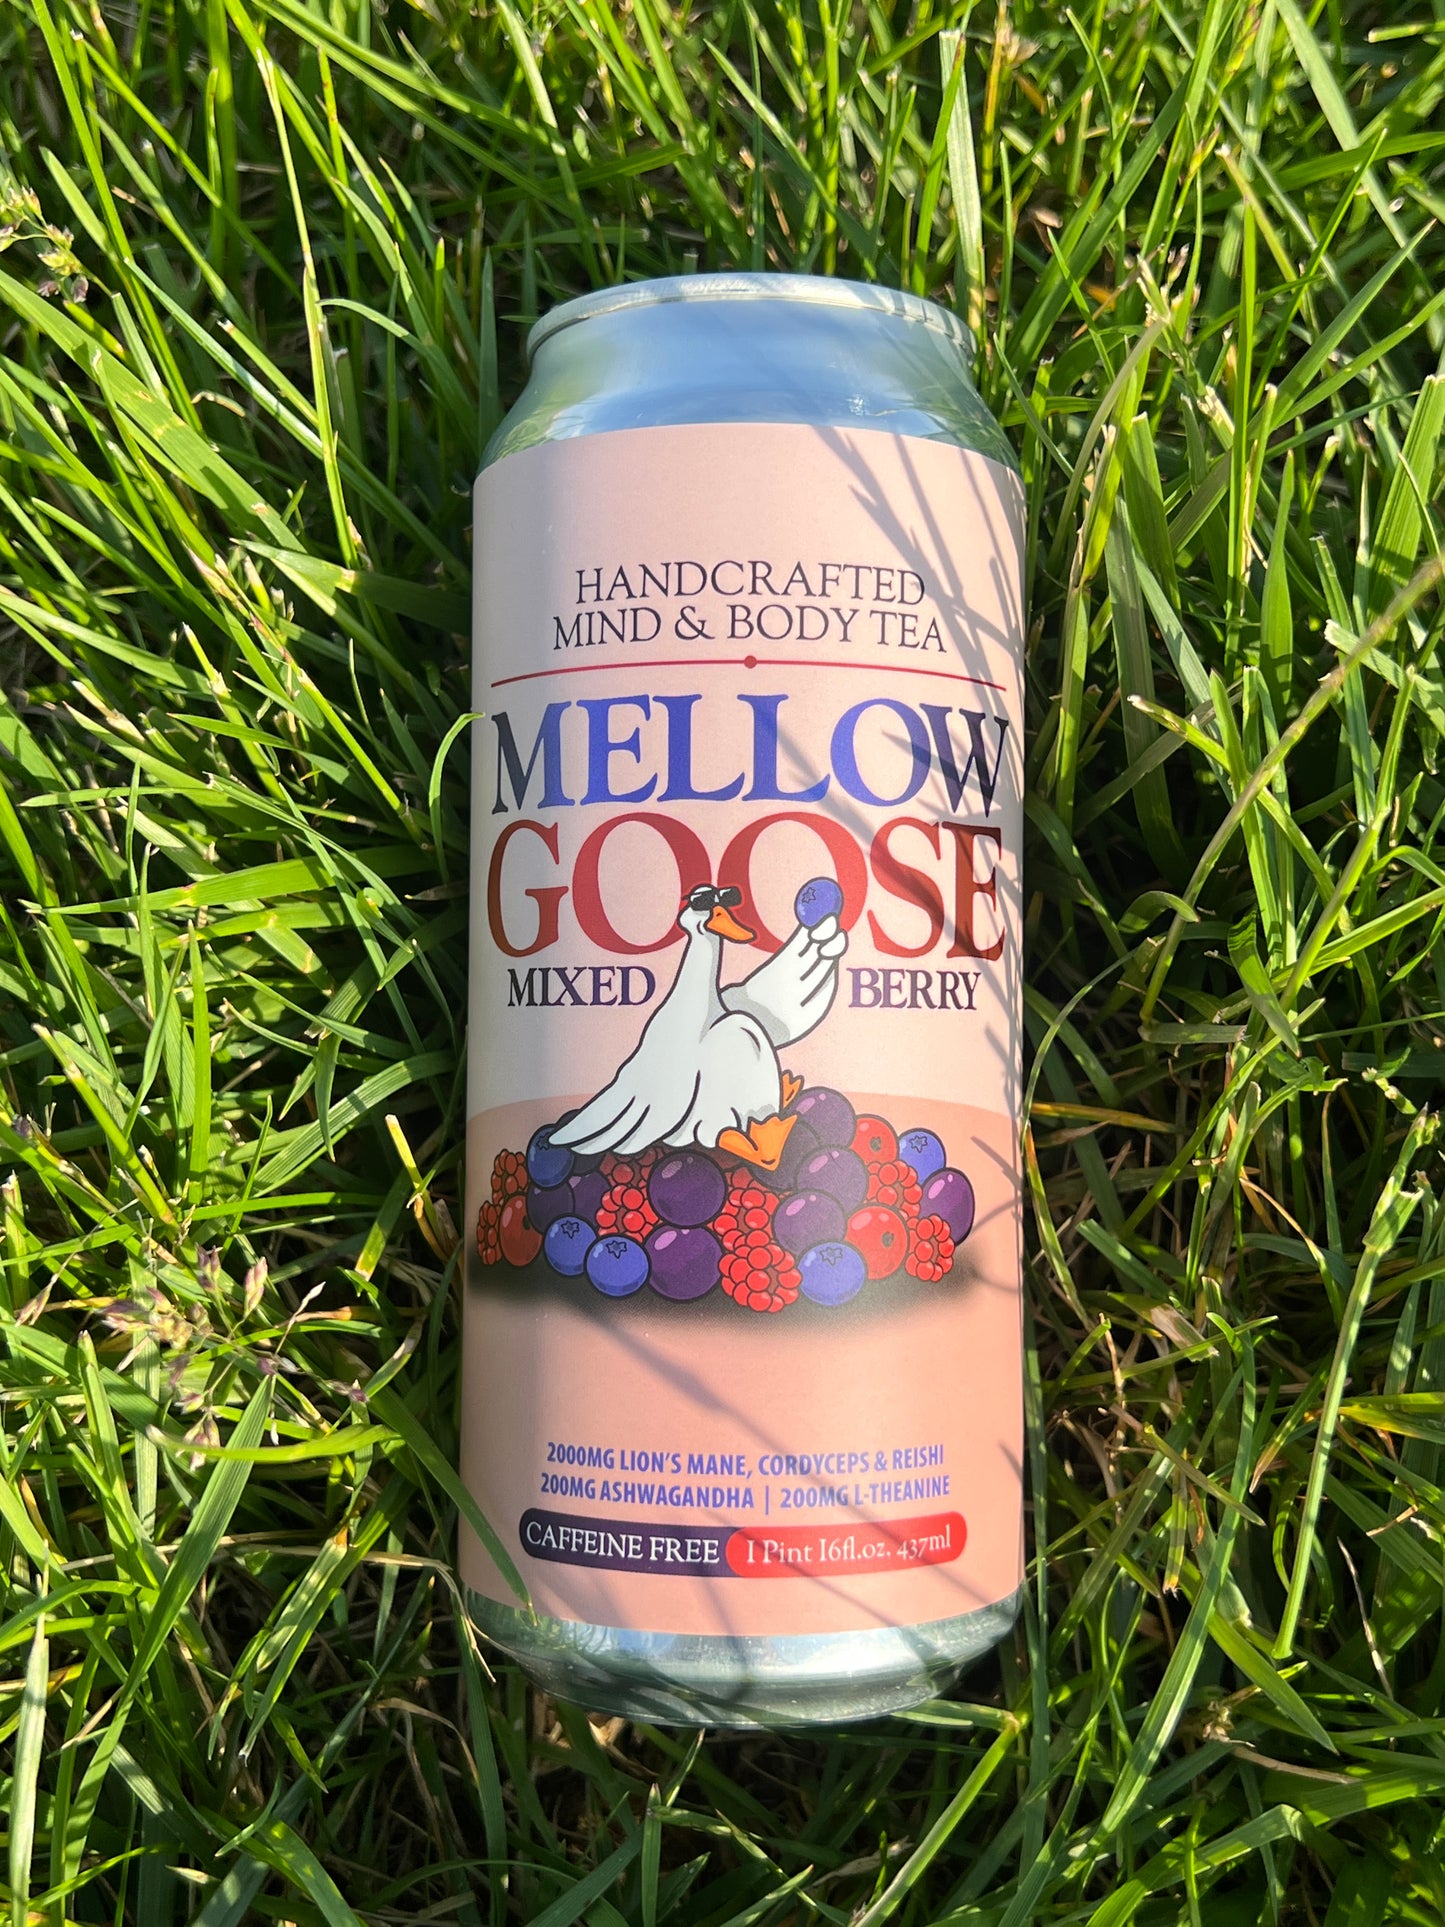 HANDCRAFTED
MIND & BODY TEA
MELLOW
GOOSE
MIXED BERRY
2000MG LION'S MANE, CORDYCEPS & REISHI
200MG ASHWAGANDHA | 200MG L-THEANINE
CAFFEINE FREE 1 Pint 16fl.oz. 437ml